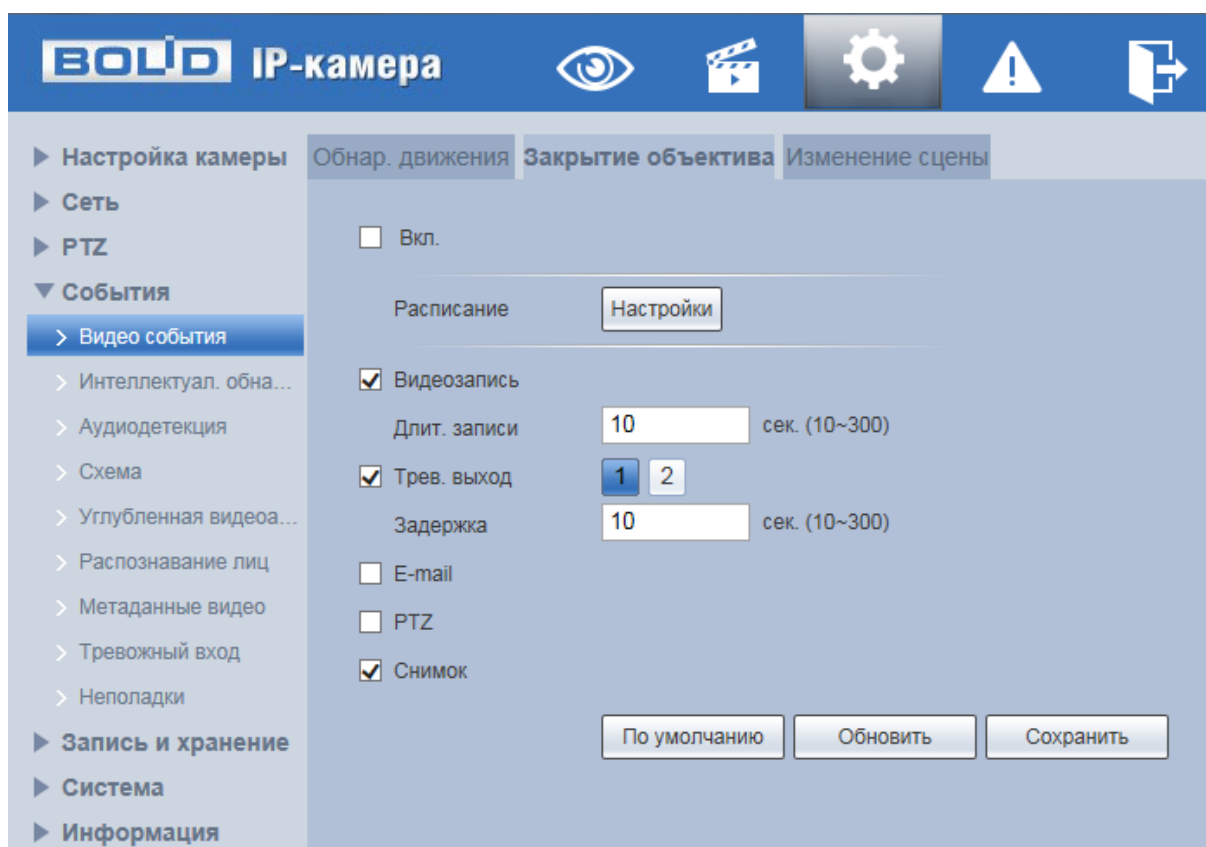 BOLID IP-камера
Настройка камеры
Сеть
PTZ
События
Видео события
Интеллектуал. обна...
Аудиодетекция
Схема
Углубленная видеоа...
Распознавание лиц
Метаданные видео
Тревожный вход
Неполадки
Запись и хранение
Система
Информация
Обнар. движения Закрытие объектива Изменение сцены
Вкл.
Расписание Настройки
Видеозапись
Длит. записи 10 сек. (10~300)
Трев. выход 1 2
Задержка 10 сек. (10~300)
E-mail
PTZ
Снимок
По умолчанию Обновить Сохранить